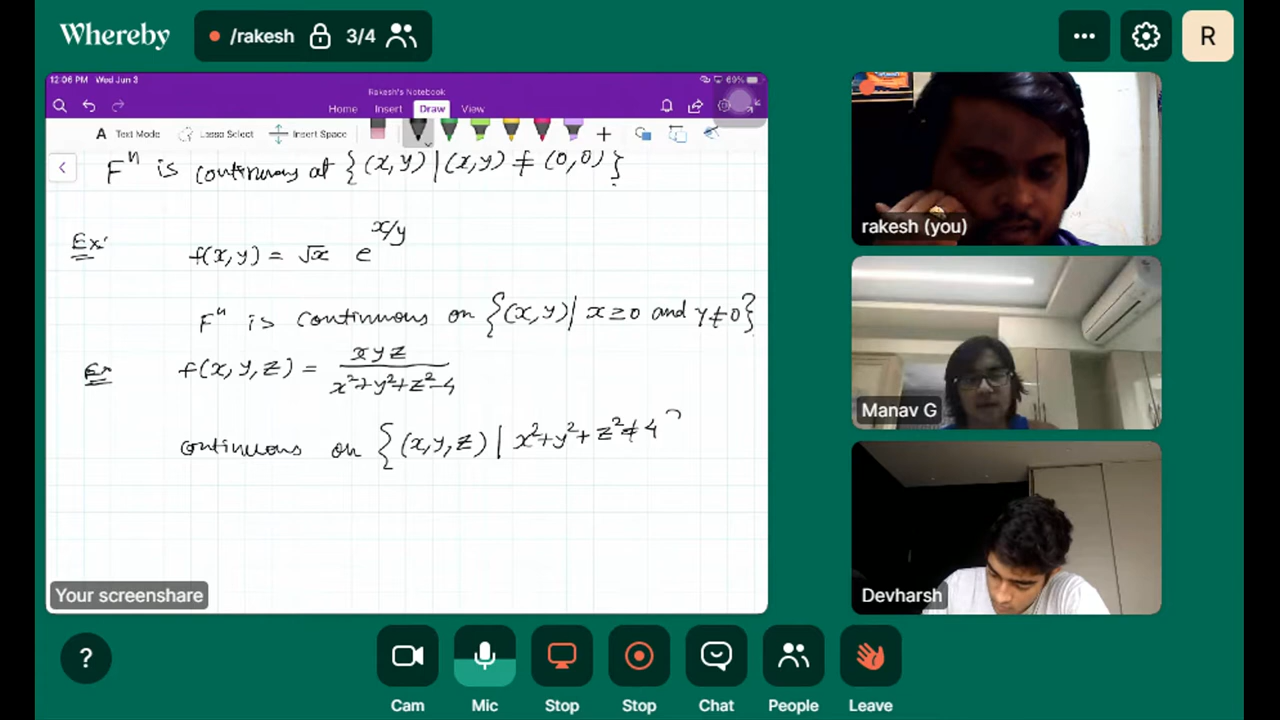 Whereby
/rakesh 3/4
R
12:06 PM Wed Jun 3
69%
Rakesh's Notebook
Home Insert Draw View
A Text Mode Lasso Select Insert Space
Fⁿ is continuous at {(x,y) | (x,y) ≠ (0,0)}
Ex:
f(x,y) = √x e^{x/y}
Fⁿ is continuous on {(x,y) | x ≥ 0 and y ≠ 0}
Ex f(x,y,z) = xyz / (x²+y²+z²-4)
continuous on {(x,y,z) | x²+y²+z² ≠ 4
Your screenshare
rakesh (you)
Manav G
Devharsh
?
Cam
Mic
Stop
Stop
Chat
People
Leave